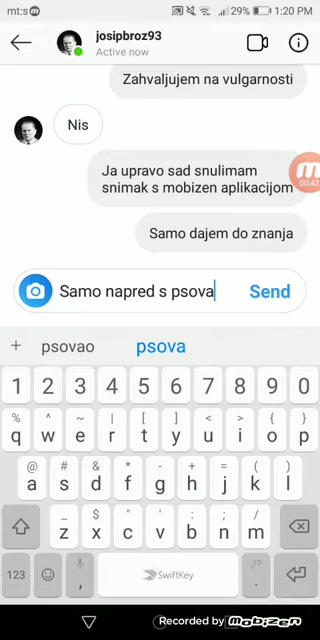 mt:s m 29% 1:20 PM
josipbroz93
Active now
Zahvaljujem na vulgarnosti
Nis
Ja upravo sad snulimam
snimak s mobizen aplikacijom
m
00:42
Samo dajem do znanja
Samo napred s psova Send
+ psovao psova
1 2 3 4 5 6 7 8 9 0
% ^ ~ | [ ] < > { }
q w e r t y u i o p
@ # & * - + = ( )
a s d f g h j k l
_ $ " ' : ; /
z x c v b n m
123 , SwiftKey ,!? .
Recorded by Mobizen